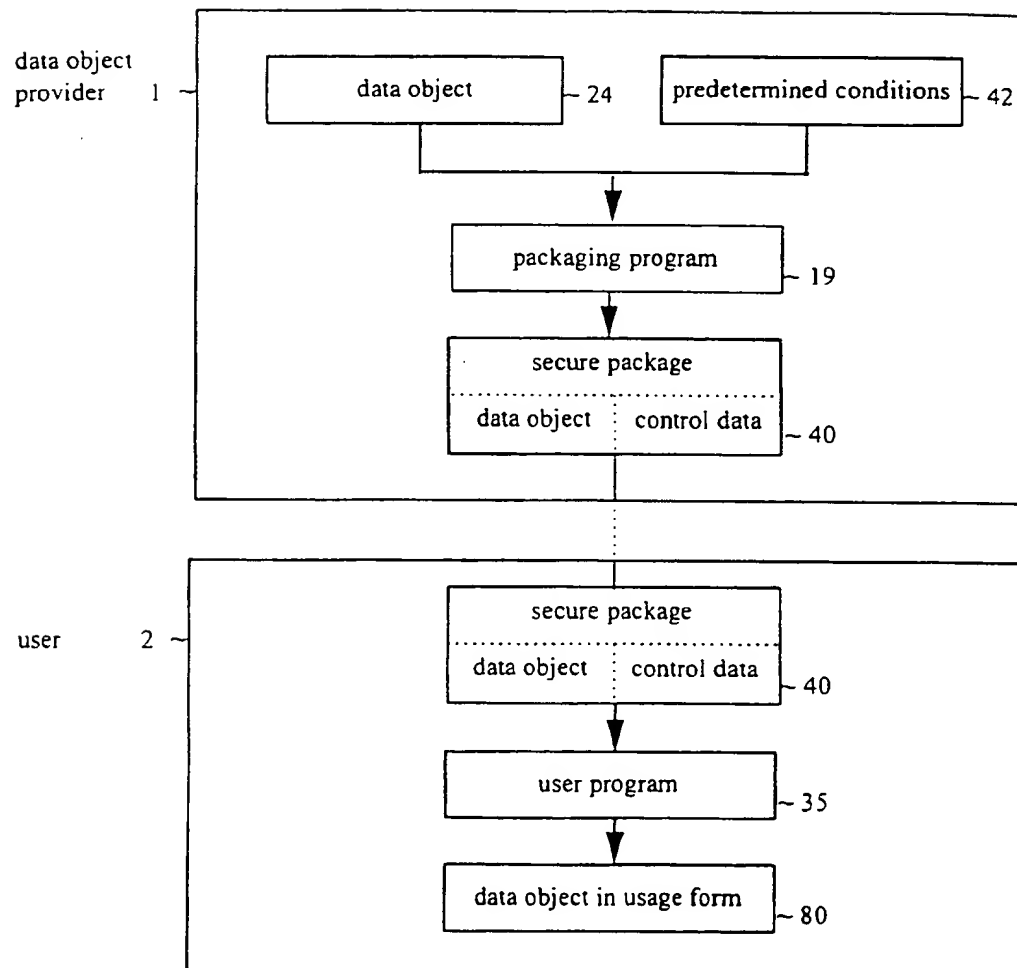 data object
provider 1 ~
data object ~ 24
predetermined conditions ~ 42
packaging program ~ 19
secure package
data object control data ~ 40
user 2 ~
secure package
data object control data ~ 40
user program ~ 35
data object in usage form ~ 80